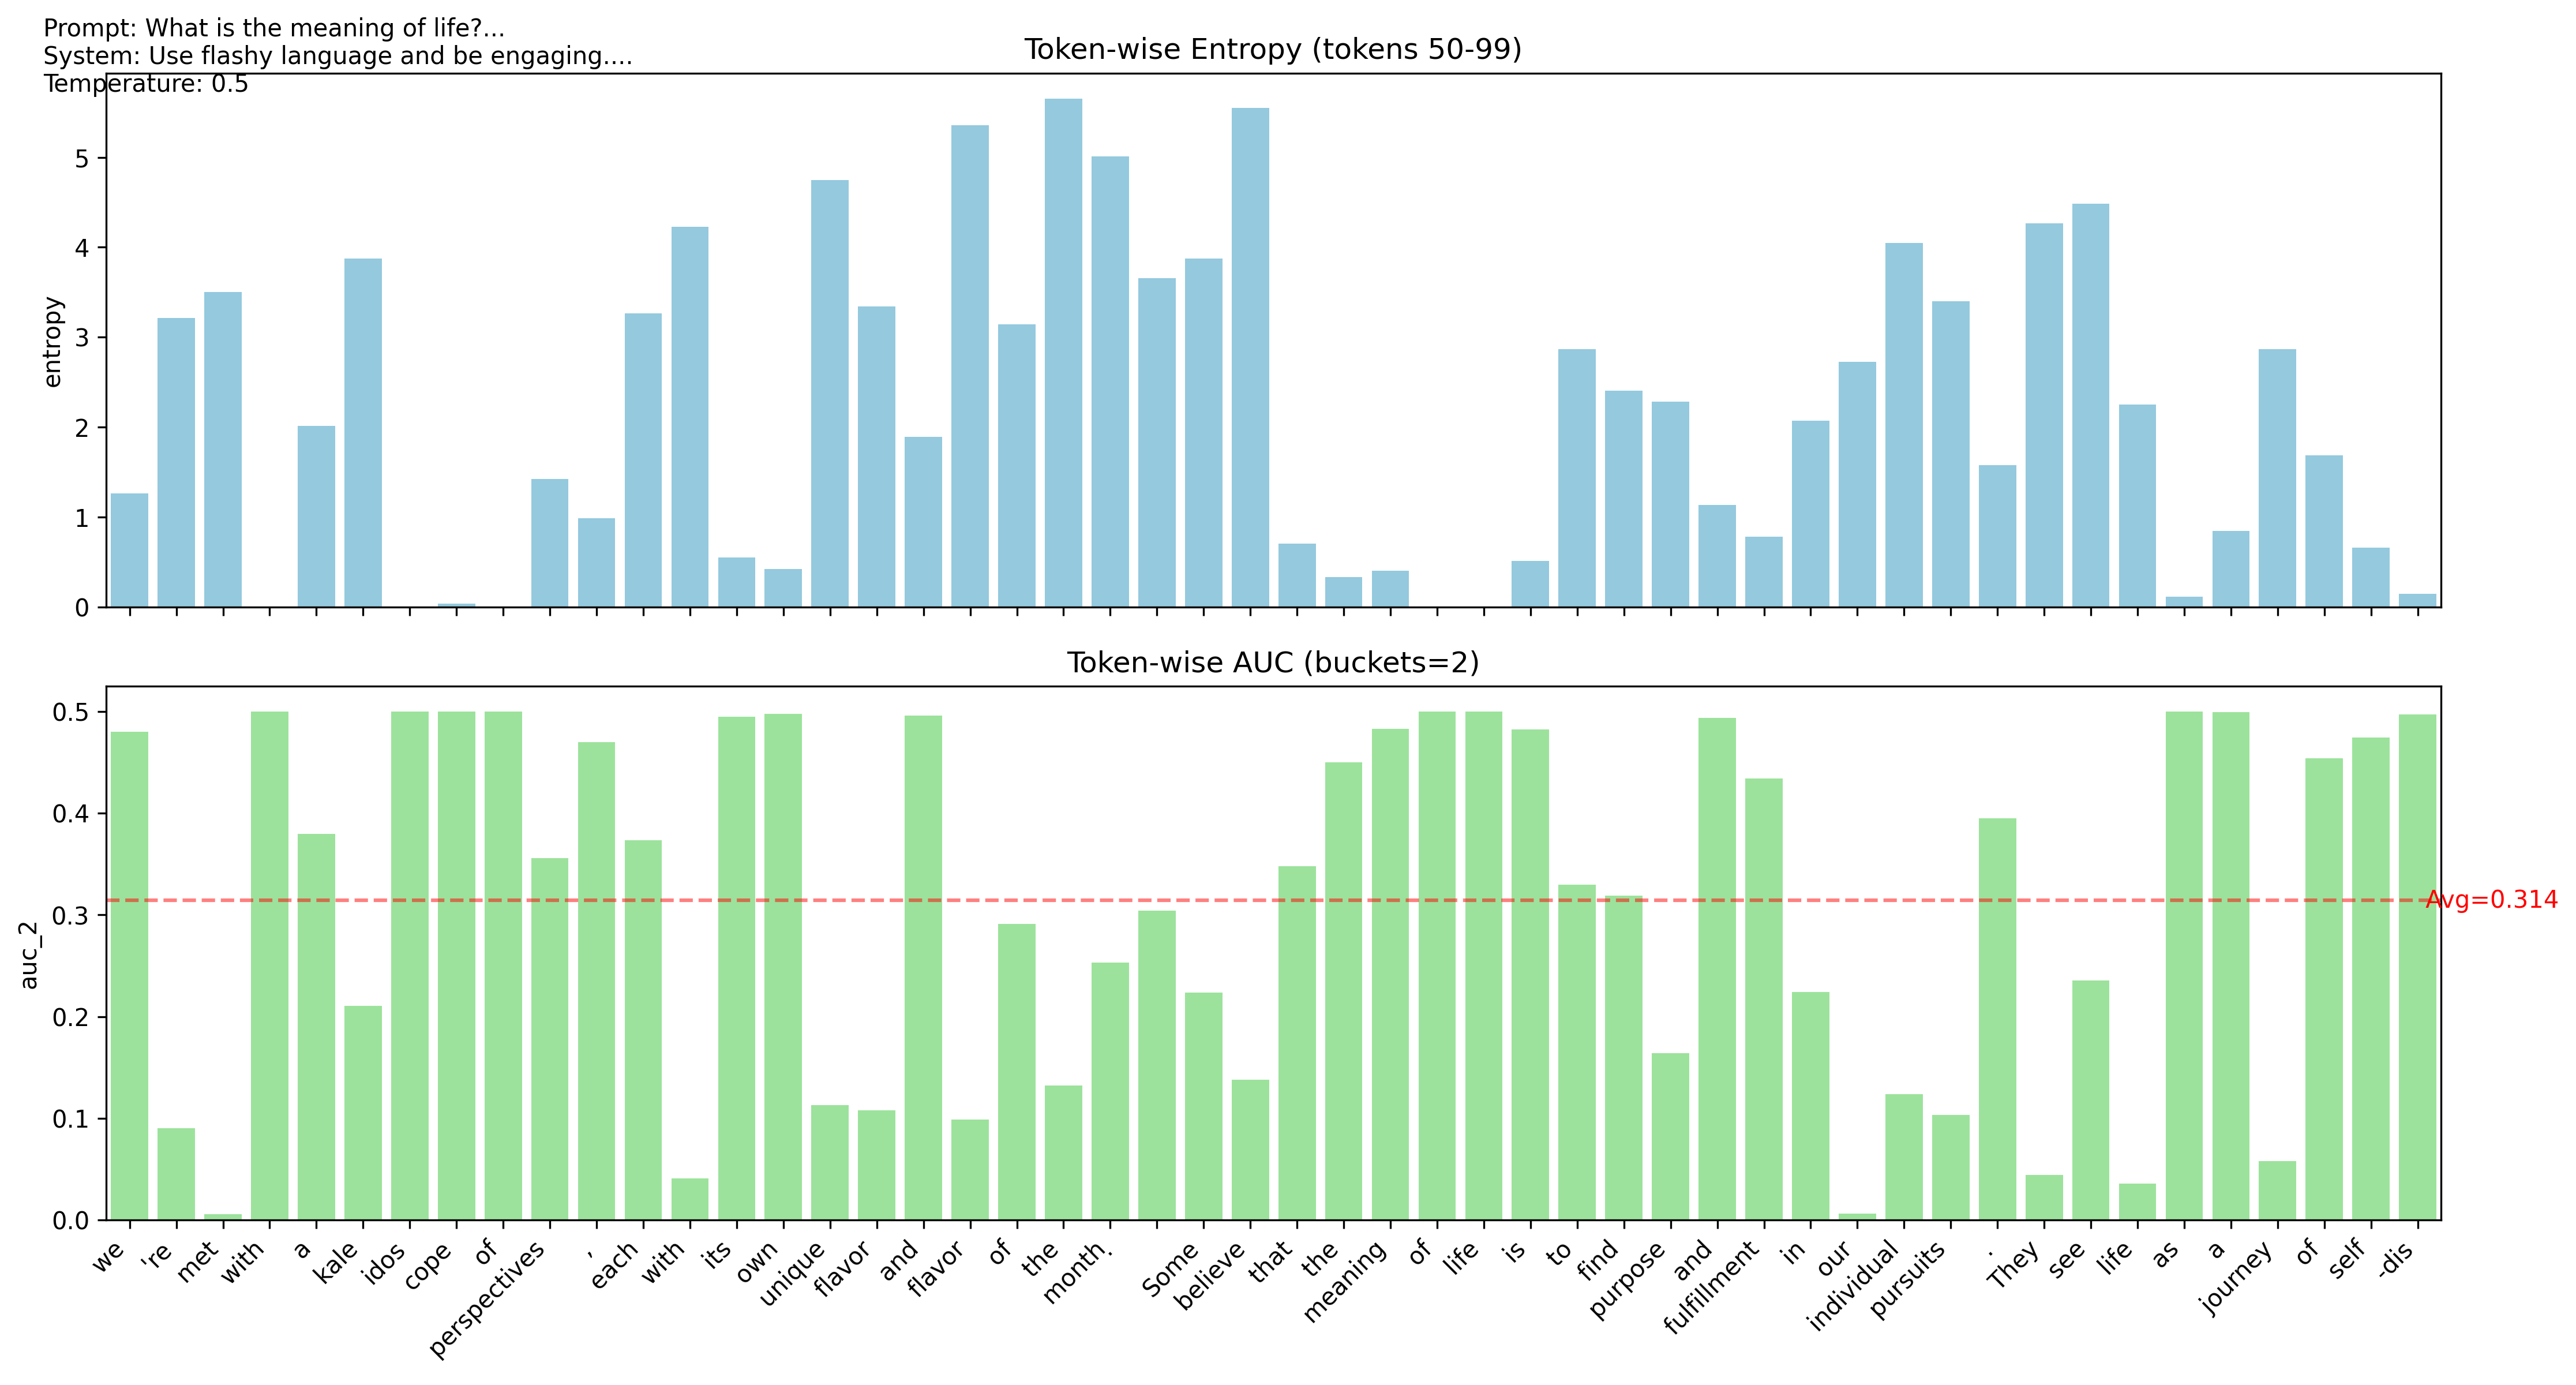 Prompt: What is the meaning of life?...
System: Use flashy language and be engaging....
Temperature: 0.5
Token-wise Entropy (tokens 50-99)
entropy
5
4
3
2
1
0
Token-wise AUC (buckets=2)
auc_2
0.5
0.4
0.3
0.2
0.1
0.0
Avg=0.314
we
're
met
with
a
kale
idos
cope
of
perspectives
,
each
with
its
own
unique
flavor
and
flavor
of
the
month.
Some
believe
that
the
meaning
of
life
is
to
find
purpose
and
fulfillment
in
our
individual
pursuits
.
They
see
life
as
a
journey
of
self
-dis